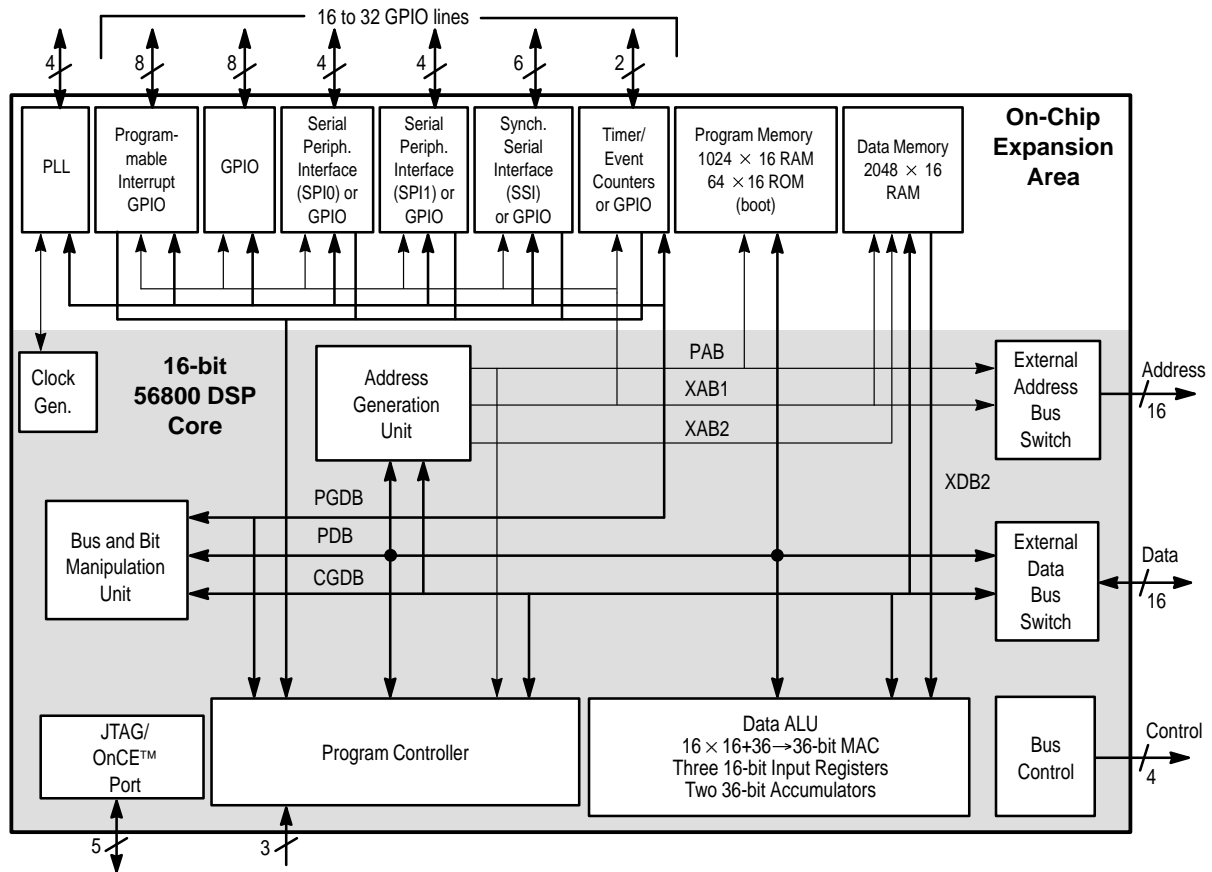 16 to 32 GPIO lines
4
8
8
4
4
6
2
PLL
Program-
mable
Interrupt
GPIO
GPIO
Serial
Periph.
Interface
(SPI0) or
GPIO
Serial
Periph.
Interface
(SPI1) or
GPIO
Synch.
Serial
Interface
(SSI)
or GPIO
Timer/
Event
Counters
or GPIO
Program Memory
1024 × 16 RAM
64 × 16 ROM
(boot)
Data Memory
2048 × 16
RAM
On-Chip
Expansion
Area
Clock
Gen.
16-bit
56800 DSP
Core
Address
Generation
Unit
PAB
XAB1
XAB2
External
Address
Bus
Switch
Address
16
XDB2
PGDB
PDB
CGDB
Bus and Bit
Manipulation
Unit
External
Data
Bus
Switch
Data
16
JTAG/
OnCE™
Port
Program Controller
Data ALU
16 × 16+36→36-bit MAC
Three 16-bit Input Registers
Two 36-bit Accumulators
Bus
Control
Control
4
5
3